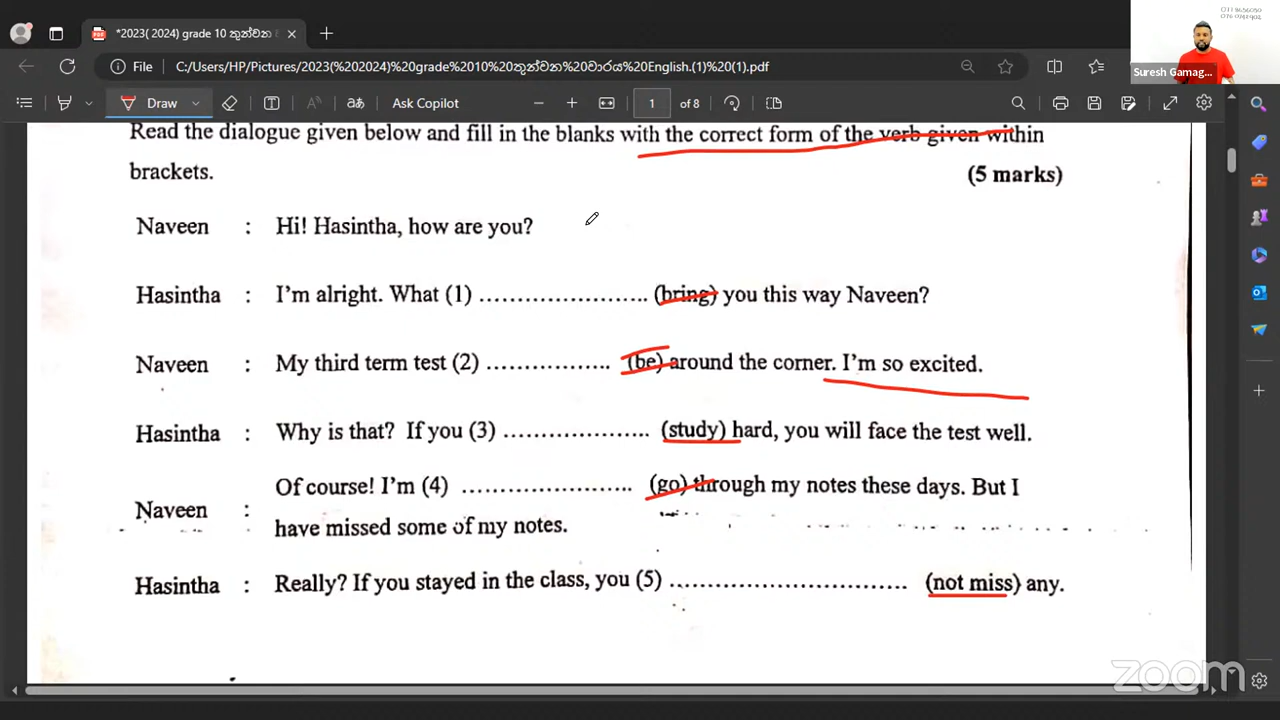 017 8656050
076 0248904
*2023( 2024) grade 10 තුන්වන
File C:/Users/HP/Pictures/2023(%202024)%20grade%2010%20තුන්වන%20වාරය%20English.(1)%20(1).pdf
Suresh Gamag...
Draw aあ Ask Copilot 1 of 8
Read the dialogue given below and fill in the blanks with the correct form of the verb given within
brackets. (5 marks)
Naveen : Hi! Hasintha, how are you?
Hasintha : I'm alright. What (1) ........................ (bring) you this way Naveen?
Naveen : My third term test (2) ................. (be) around the corner. I'm so excited.
Hasintha : Why is that? If you (3) .................... (study) hard, you will face the test well.
Naveen : Of course! I'm (4) ........................ (go) through my notes these days. But I
have missed some of my notes.
Hasintha : Really? If you stayed in the class, you (5) ................................. (not miss) any.
zoom